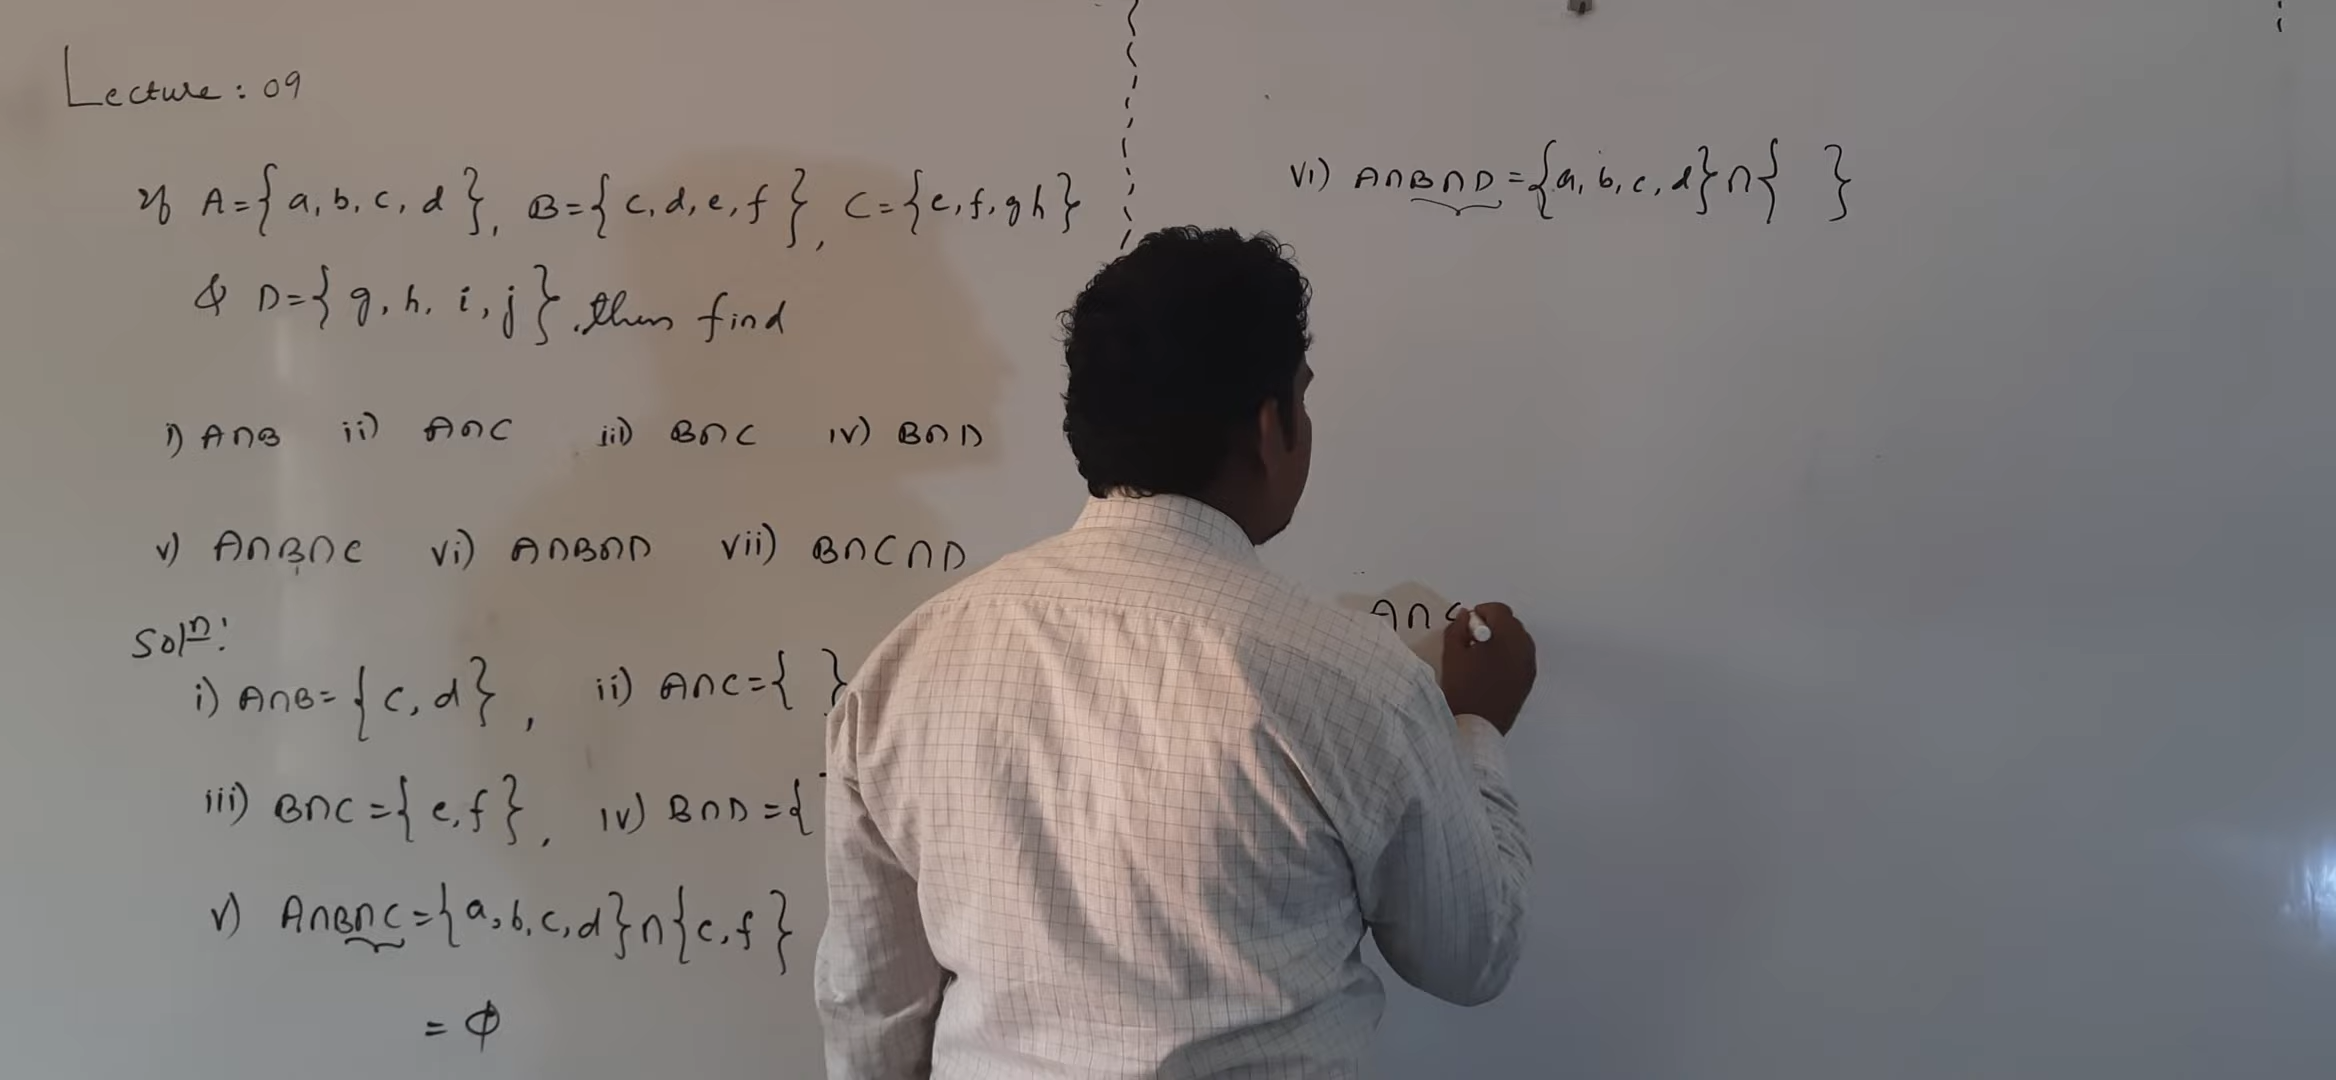 Lecture: 09
If A={a, b, c, d}, B={c, d, e, f}, C={e, f, g h}
& D={g, h, i, j}, then find
i) A∩B ii) A∩C iii) B∩C iv) B∩D
v) A∩B∩C vi) A∩B∩D vii) B∩C∩D
Solⁿ:
i) A∩B={c, d}, ii) A∩C={ }
iii) B∩C={e, f}, iv) B∩D={
v) A∩B∩C={a, b, c, d}∩{e, f}
= φ
vi) A∩B∩D={a, b, c, d}∩{ }
A∩